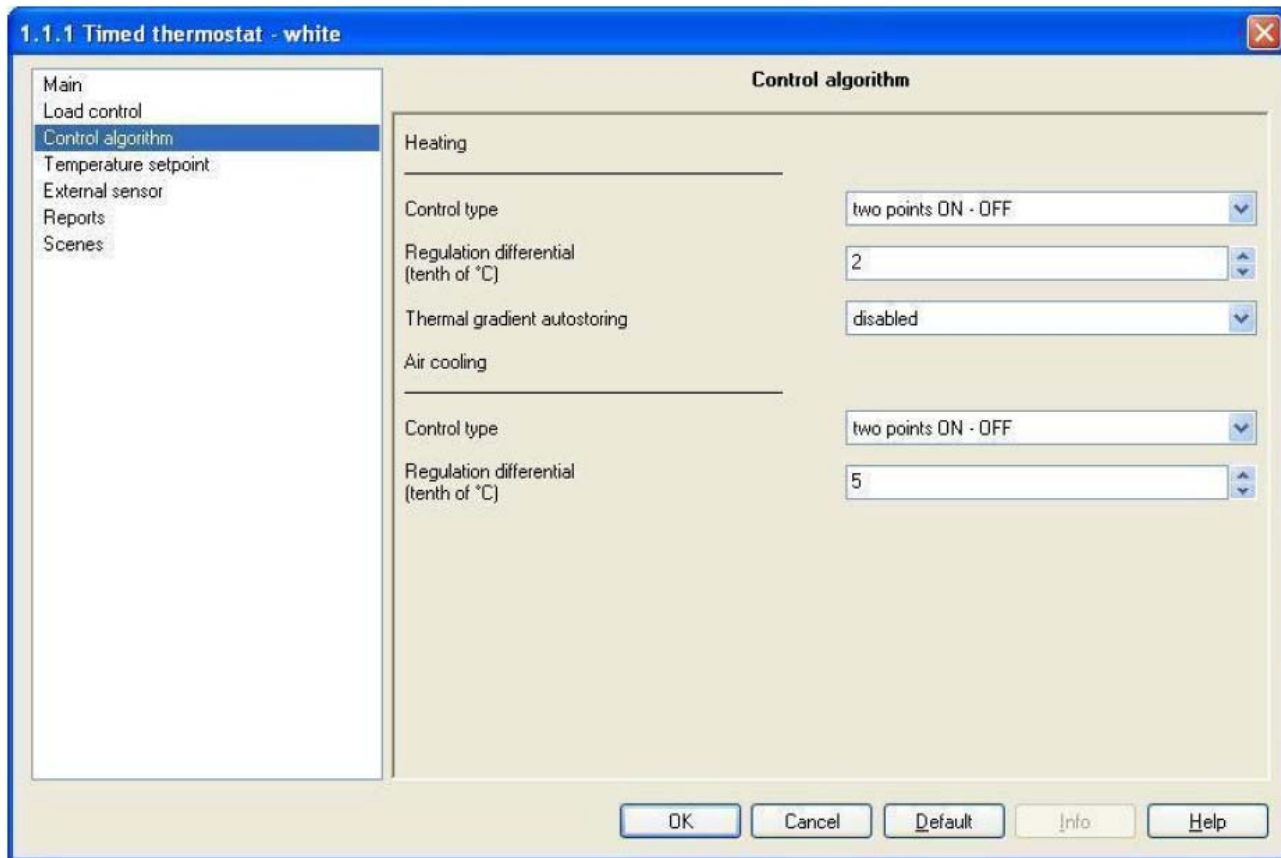 1.1.1 Timed thermostat - white
Main
Load control
Control algorithm
Temperature setpoint
External sensor
Reports
Scenes
Control algorithm
Heating
Control type
two points ON - OFF
Regulation differential
(tenth of °C)
2
Thermal gradient autostoring
disabled
Air cooling
Control type
two points ON - OFF
Regulation differential
(tenth of °C)
5
OK
Cancel
Default
Info
Help